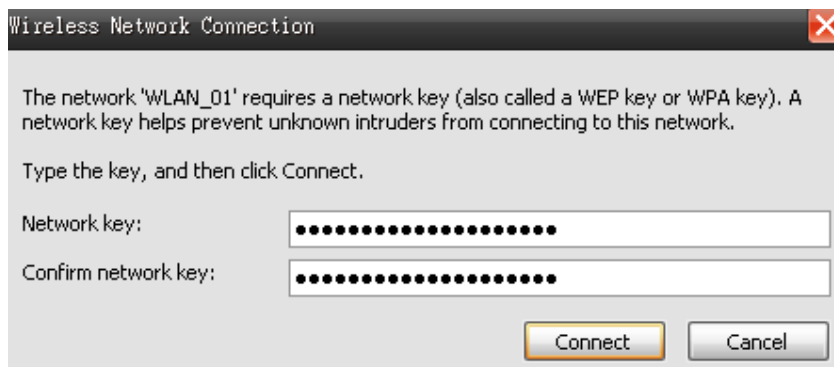 Wireless Network Connection
The network 'WLAN_01' requires a network key (also called a WEP key or WPA key). A
network key helps prevent unknown intruders from connecting to this network.
Type the key, and then click Connect.
Network key: ••••••••••••••••••••
Confirm network key: ••••••••••••••••••••
Connect Cancel